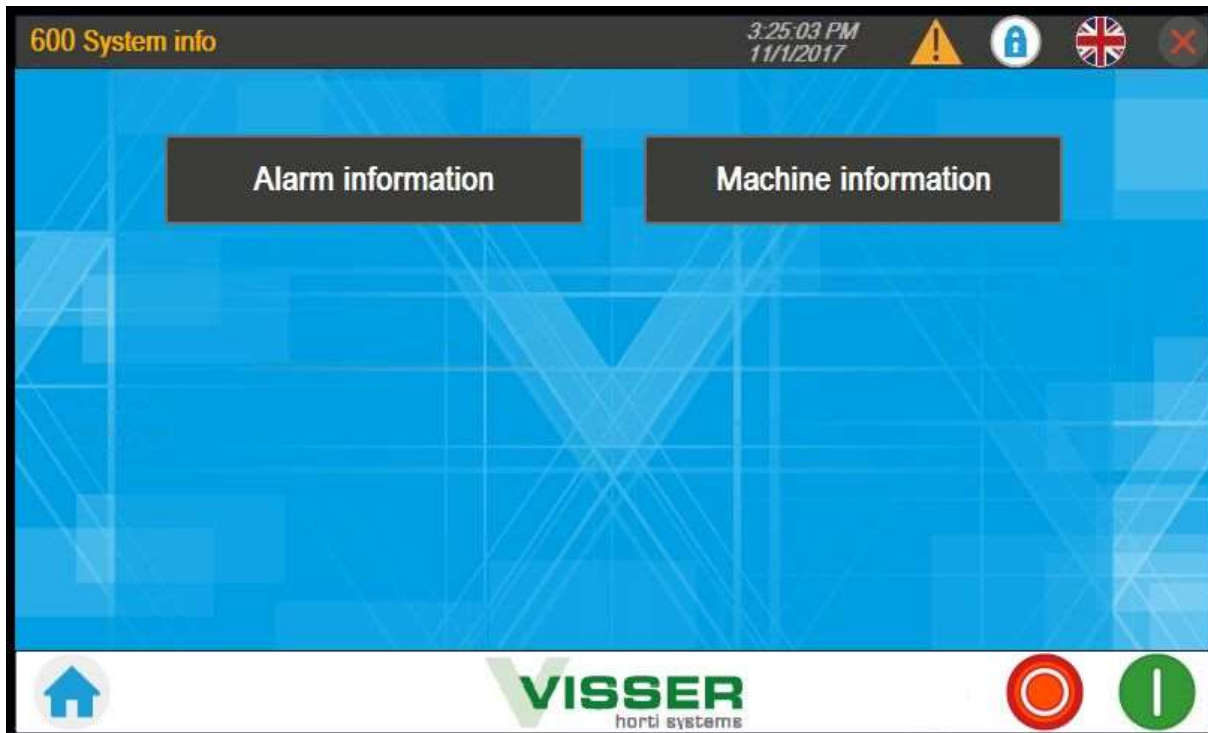 600 System info
3:25:03 PM
11/1/2017
Alarm information
Machine information
VISSER
horti systems